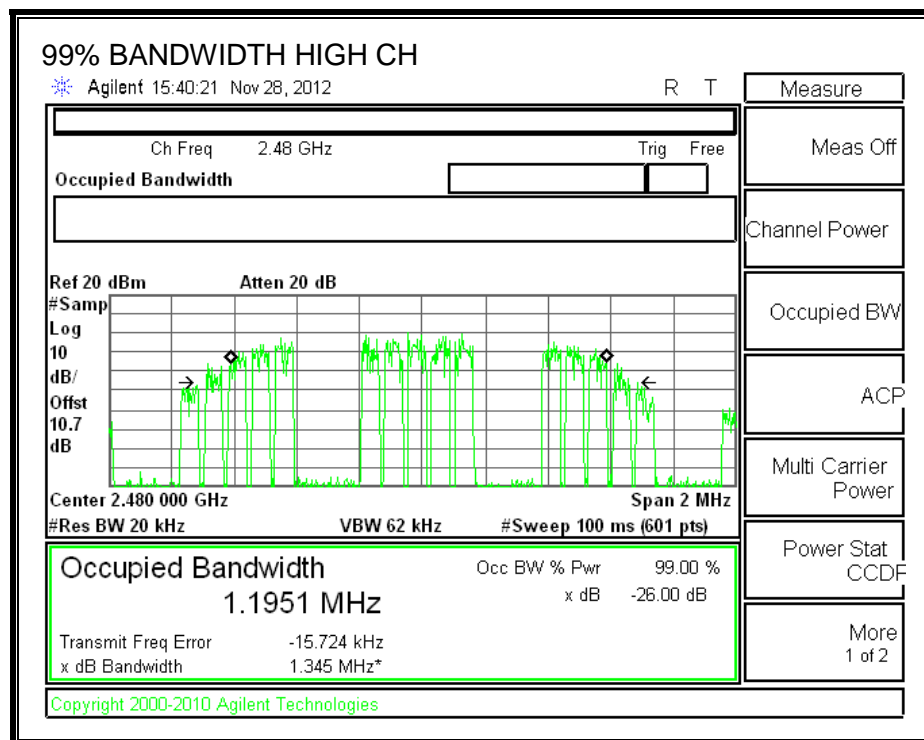 99% BANDWIDTH HIGH CH
Agilent 15:40:21 Nov 28, 2012 R T
Measure
Ch Freq 2.48 GHz Trig Free
Occupied Bandwidth
Meas Off
Channel Power
Occupied BW
ACP
Multi Carrier
Power
Power Stat
CCDF
More
1 of 2
Ref 20 dBm Atten 20 dB
#Samp
Log
10
dB/
Offst
10.7
dB
Center 2.480 000 GHz Span 2 MHz
#Res BW 20 kHz VBW 62 kHz #Sweep 100 ms (601 pts)
Occupied Bandwidth
1.1951 MHz
Occ BW % Pwr 99.00 %
x dB -26.00 dB
Transmit Freq Error -15.724 kHz
x dB Bandwidth 1.345 MHz*
Copyright 2000-2010 Agilent Technologies